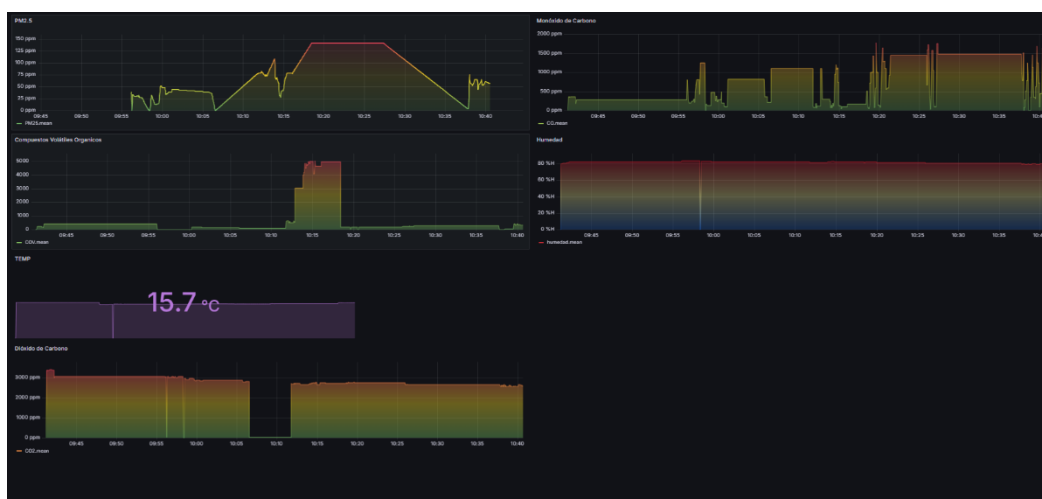 PM2.5
150 ppm
125 ppm
100 ppm
75 ppm
50 ppm
25 ppm
0 ppm
09:45 09:50 09:55 10:00 10:05 10:10 10:15 10:20 10:25 10:30 10:35 10:40
PM25.mean
Monóxido de Carbono
2000 ppm
1500 ppm
1000 ppm
500 ppm
0 ppm
09:45 09:50 09:55 10:00 10:05 10:10 10:15 10:20 10:25 10:30 10:35
CO.mean
Compuestos Volátiles Organicos
5000
4000
3000
2000
1000
0
09:45 09:50 09:55 10:00 10:05 10:10 10:15 10:20 10:25 10:30 10:35 10:40
COV.mean
Humedad
80 %H
60 %H
40 %H
20 %H
0 %H
09:45 09:50 09:55 10:00 10:05 10:10 10:15 10:20 10:25 10:30 10:35
humedad.mean
TEMP
15.7 °C
Dióxido de Carbono
3000 ppm
2000 ppm
1000 ppm
0 ppm
09:45 09:50 09:55 10:00 10:05 10:10 10:15 10:20 10:25 10:30 10:35 10:40
CO2.mean